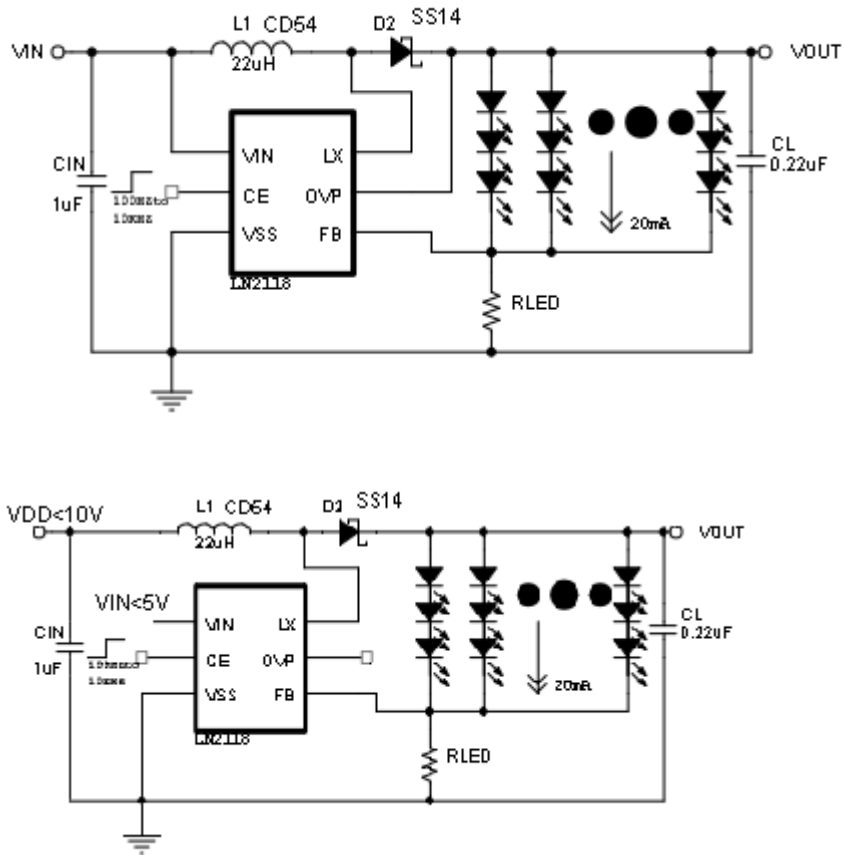 L1 CD54
D2 SS14
VIN
22uH
VOUT
CIN
1uF
100Hzto
10KHz
VIN LX
CE OVP
VSS FB
LN2118
20mA
CL
0.22uF
RLED
VDD<10V
L1 CD54
SS14
22uH
VOUT
VIN<5V
CIN
1uF
VIN LX
CE OVP
VSS FB
LN2118
20mA
CL
0.22uF
RLED